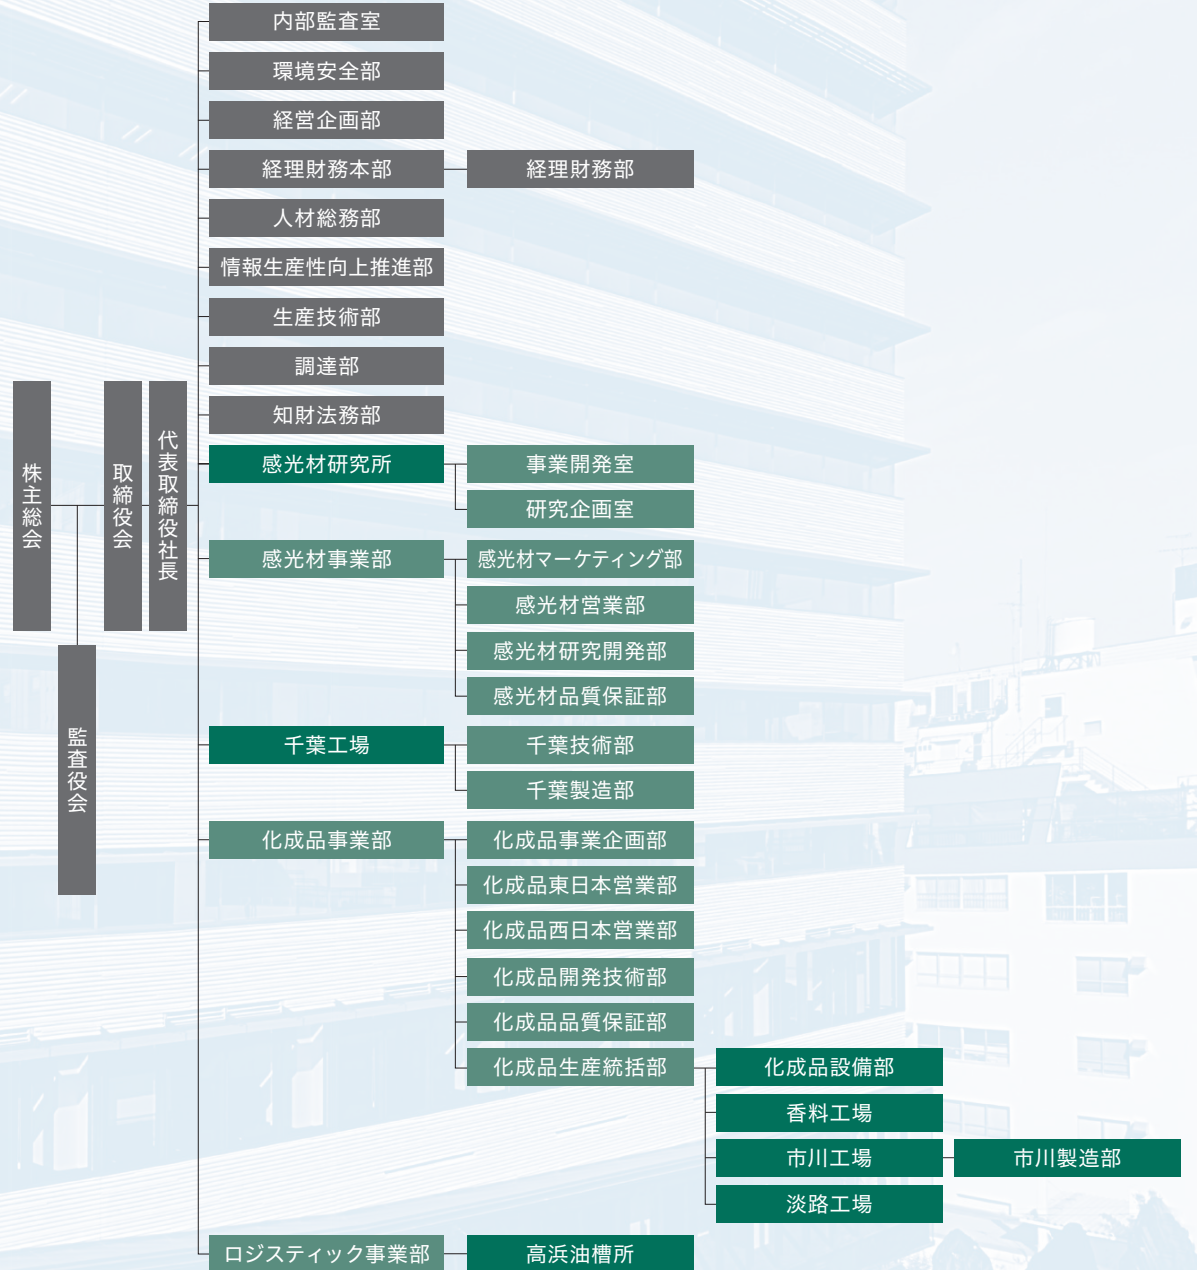 株主総会
監査役会
取締役会
代表取締役社長
内部監査室
環境安全部
経営企画部
経理財務本部
経理財務部
人材総務部
情報生産性向上推進部
生産技術部
調達部
知財法務部
感光材研究所
事業開発室
研究企画室
感光材事業部
感光材マーケティング部
感光材営業部
感光材研究開発部
感光材品質保証部
千葉工場
千葉技術部
千葉製造部
化成品事業部
化成品事業企画部
化成品東日本営業部
化成品西日本営業部
化成品開発技術部
化成品品質保証部
化成品生産統括部
化成品設備部
香料工場
市川工場
市川製造部
淡路工場
ロジスティック事業部
高浜油槽所